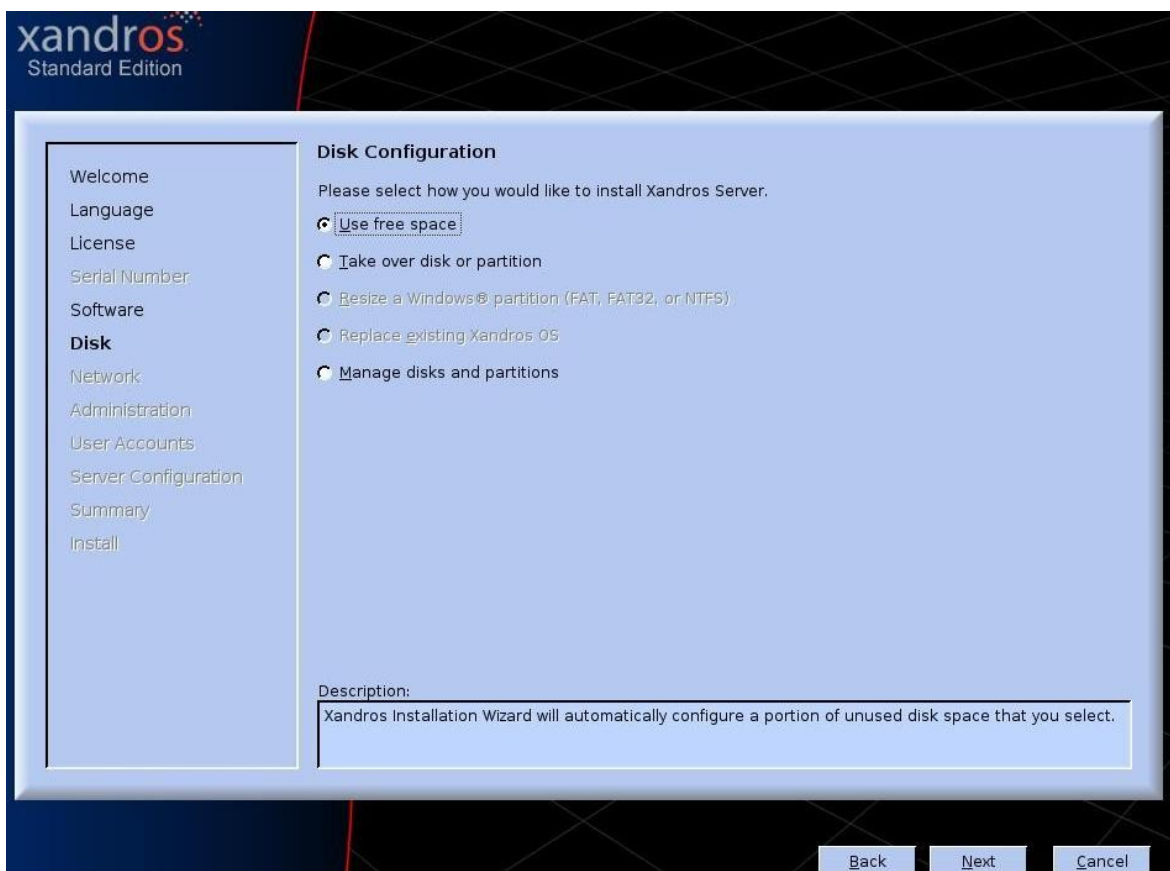 xandros
Standard Edition
Welcome
Language
License
Serial Number
Software
Disk
Network
Administration
User Accounts
Server Configuration
Summary
Install
Disk Configuration
Please select how you would like to install Xandros Server.
Use free space
Take over disk or partition
Resize a Windows® partition (FAT, FAT32, or NTFS)
Replace existing Xandros OS
Manage disks and partitions
Description:
Xandros Installation Wizard will automatically configure a portion of unused disk space that you select.
Back
Next
Cancel